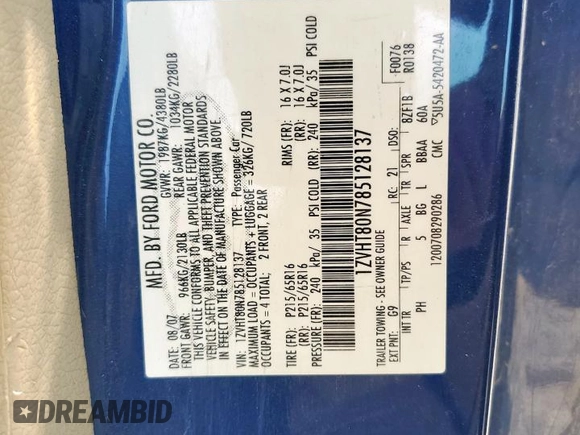 MFD. BY FORD MOTOR CO.
DATE: 08/07 GVWR: 1987KG/4380LB
FRONT GAWR: 966KG/2130LB REAR GAWR: 1034KG/2280LB
THIS VEHICLE CONFORMS TO ALL APPLICABLE FEDERAL MOTOR
VEHICLE SAFETY, BUMPER, AND THEFT PREVENTION STANDARDS
IN EFFECT ON THE DATE OF MANUFACTURE SHOWN ABOVE.
VIN: 1ZVHT80N785128137 TYPE: Passenger Car
MAXIMUM LOAD = OCCUPANTS + LUGGAGE = 326KG/ 720LB
OCCUPANTS = 4 TOTAL; 2 FRONT, 2 REAR
TIRE (FR): P215/65R16 RIMS (FR): 16 X 7.0J
(RR): P215/65R16 (RR): 16 X 7.0J
PRESSURE (FR): 240 kPa/ 35 PSI COLD (RR): 240 kPa/ 35 PSI COLD
1ZVHT80N785128137
TRAILER TOWING - SEE OWNER GUIDE F0076
EXT PNT: G9 RC: 21 DSO: R0138
INT TR TP/PS R AXLE TR SPR BZF1B
PH 5 BG L BBAA 60A
1200708290286 CMC 5U5A-5420472-AA
DREAMBID